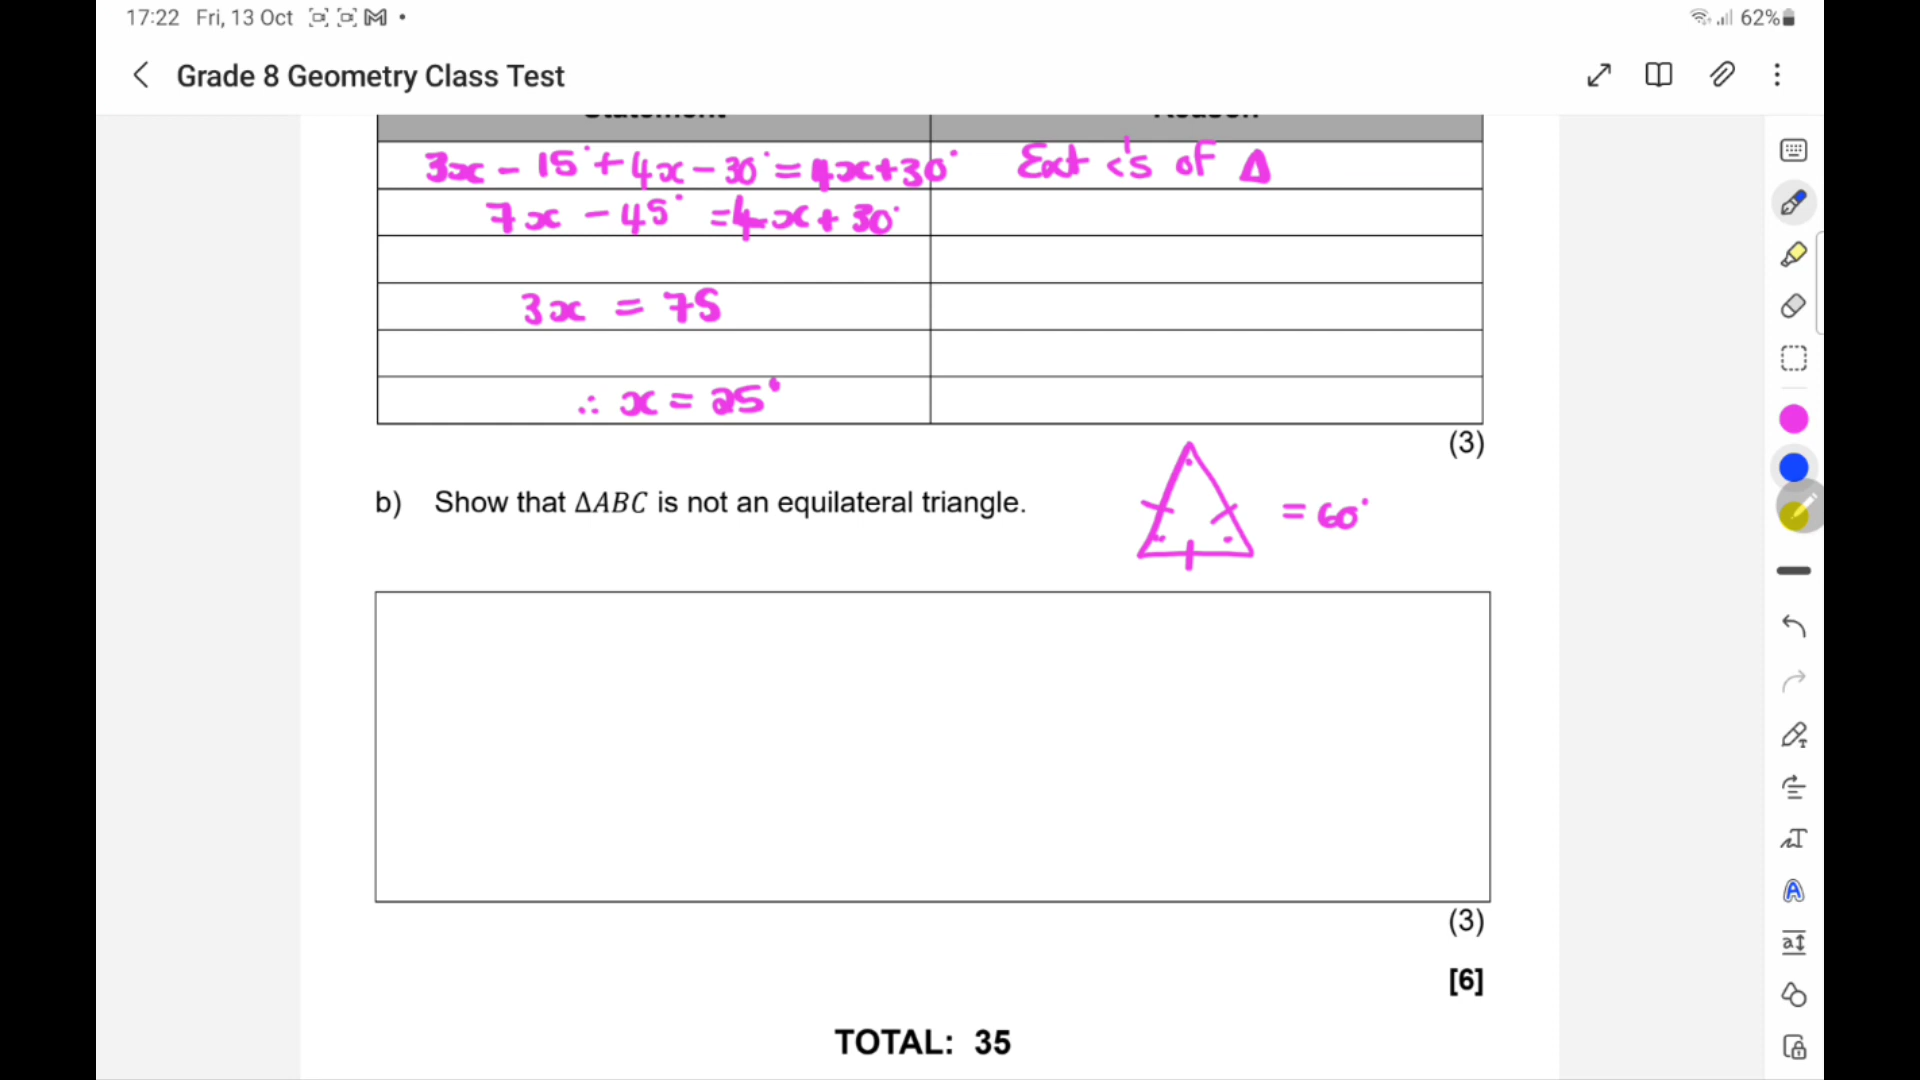 17:22 Fri, 13 Oct
62%
Grade 8 Geometry Class Test
Statement Reason
3x - 15° + 4x - 30° = 4x + 30° Ext <'s of Δ
7x - 45° = 4x + 30°
3x = 75
∴ x = 25°
(3)
b) Show that ΔABC is not an equilateral triangle.
= 60°
(3)
[6]
TOTAL: 35